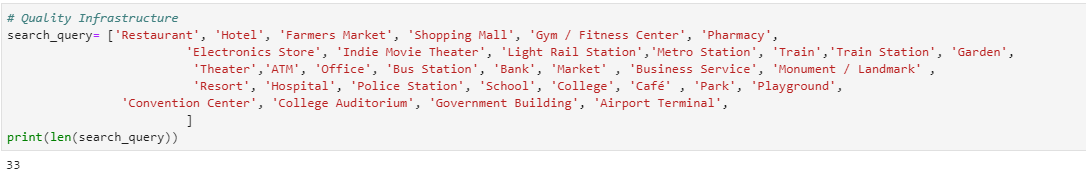 # Quality Infrastructure
search_query= ['Restaurant', 'Hotel', 'Farmers Market', 'Shopping Mall', 'Gym / Fitness Center', 'Pharmacy',
'Electronics Store', 'Indie Movie Theater', 'Light Rail Station','Metro Station', 'Train','Train Station', 'Garden',
'Theater','ATM', 'Office', 'Bus Station', 'Bank', 'Market' , 'Business Service', 'Monument / Landmark' ,
'Resort', 'Hospital', 'Police Station', 'School', 'College', 'Café' , 'Park', 'Playground',
'Convention Center', 'College Auditorium', 'Government Building', 'Airport Terminal',
]
print(len(search_query))
33